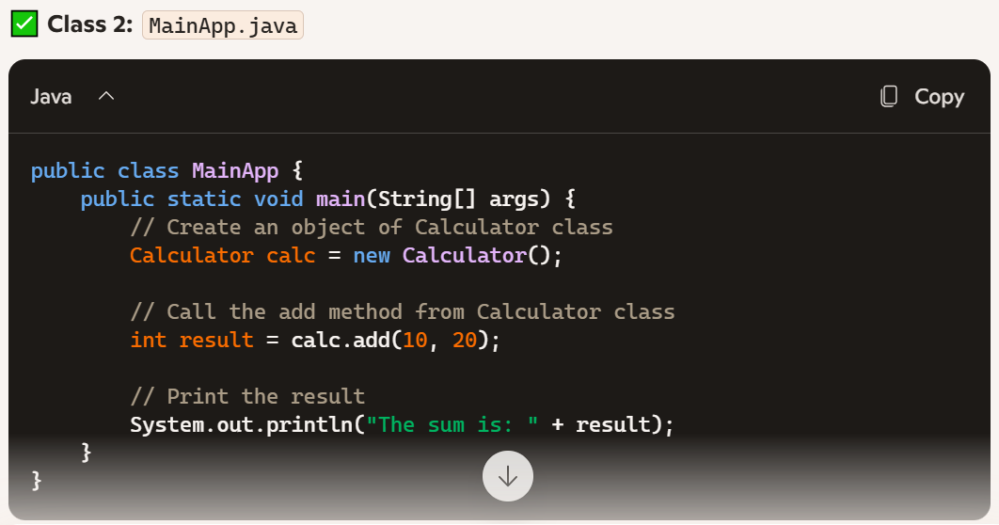 Class 2: MainApp.java
Java
Copy
public class MainApp {
    public static void main(String[] args) {
        // Create an object of Calculator class
        Calculator calc = new Calculator();
        // Call the add method from Calculator class
        int result = calc.add(10, 20);
        // Print the result
        System.out.println("The sum is: " + result);
    }
}